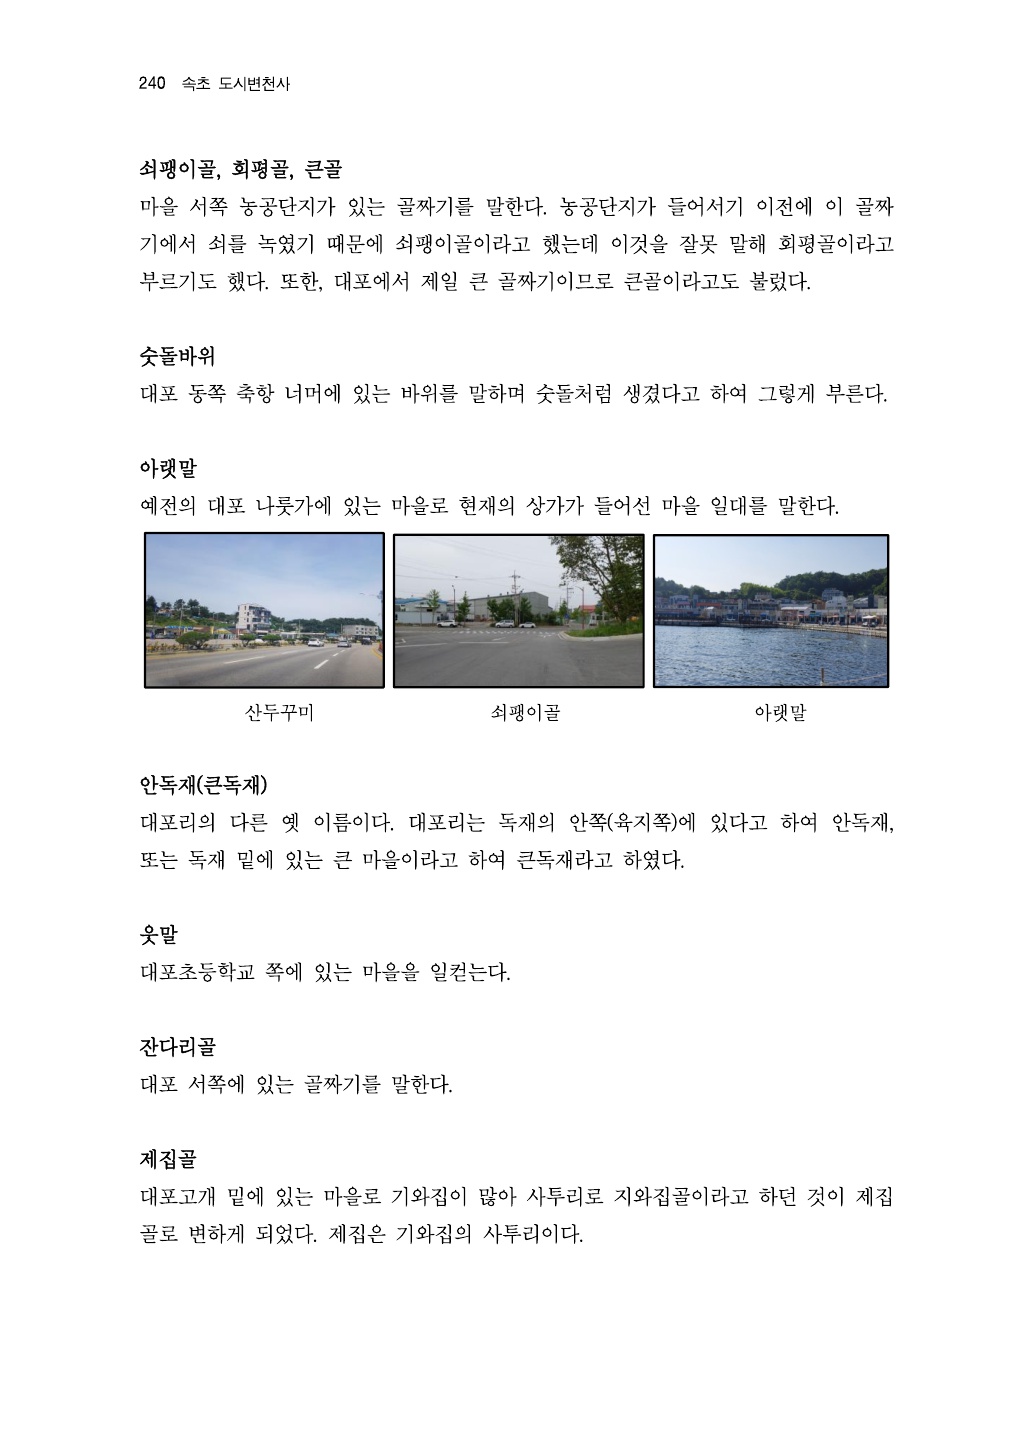 240 속초 도시변천사
쇠팽이골, 회평골, 큰골
마을 서쪽 농공단지가 있는 골짜기를 말한다. 농공단지가 들어서기 이전에 이 골짜
기에서 쇠를 녹였기 때문에 쇠팽이골이라고 했는데 이것을 잘못 말해 회평골이라고
부르기도 했다. 또한, 대포에서 제일 큰 골짜기이므로 큰골이라고도 불렀다.
숫돌바위
대포 동쪽 축항 너머에 있는 바위를 말하며 숫돌처럼 생겼다고 하여 그렇게 부른다.
아랫말
예전의 대포 나룻가에 있는 마을로 현재의 상가가 들어선 마을 일대를 말한다.
산두꾸미 쇠팽이골 아랫말
안독재(큰독재)
대포리의 다른 옛 이름이다. 대포리는 독재의 안쪽(육지쪽)에 있다고 하여 안독재,
또는 독재 밑에 있는 큰 마을이라고 하여 큰독재라고 하였다.
웃말
대포초등학교 쪽에 있는 마을을 일컫는다.
잔다리골
대포 서쪽에 있는 골짜기를 말한다.
제집골
대포고개 밑에 있는 마을로 기와집이 많아 사투리로 지와집골이라고 하던 것이 제집
골로 변하게 되었다. 제집은 기와집의 사투리이다.